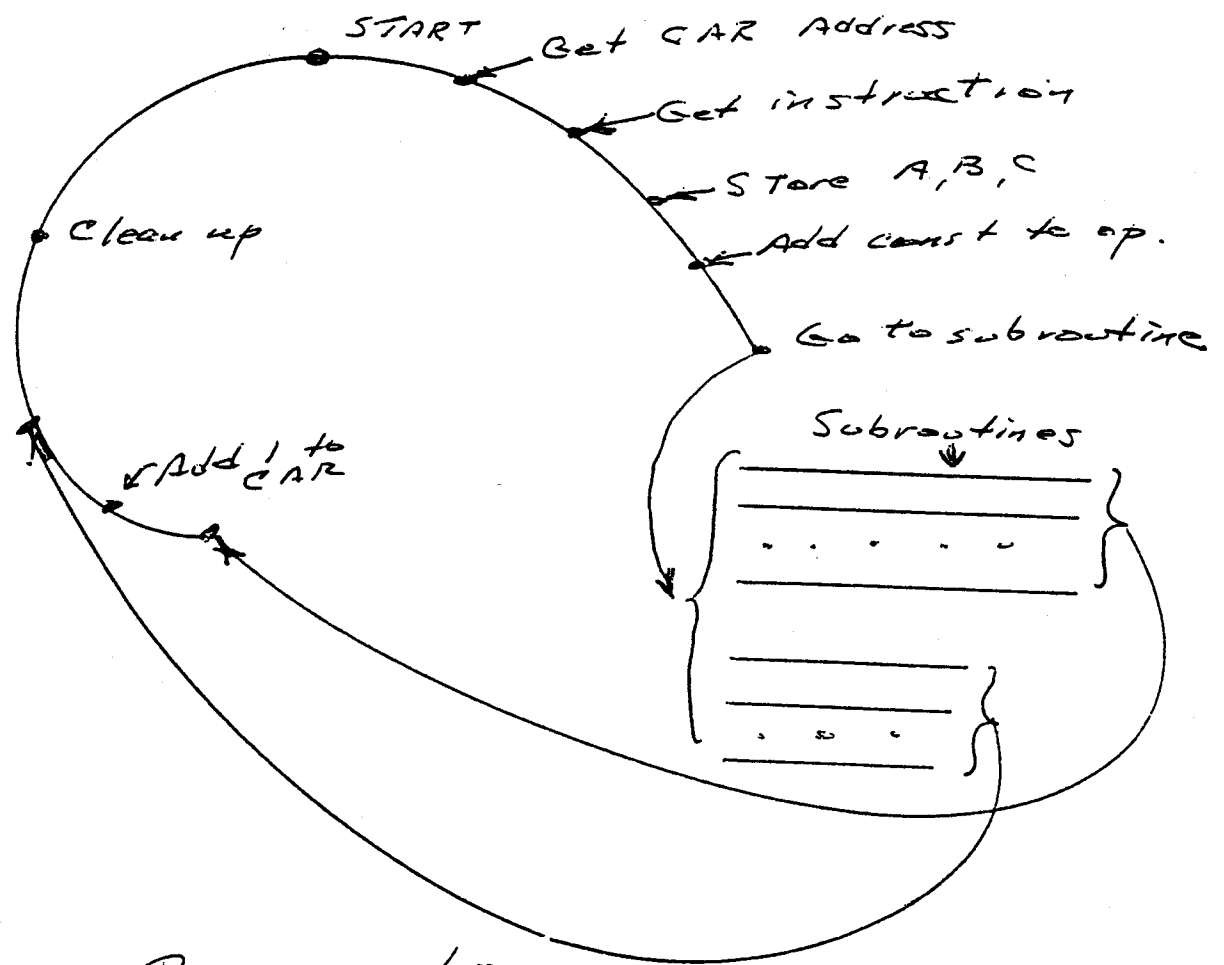 START
Get CAR Address
Get instruction
Store A, B, C
Add const to op.
Go to subroutine
Subroutines
Add 1 to
CAR
Clean up